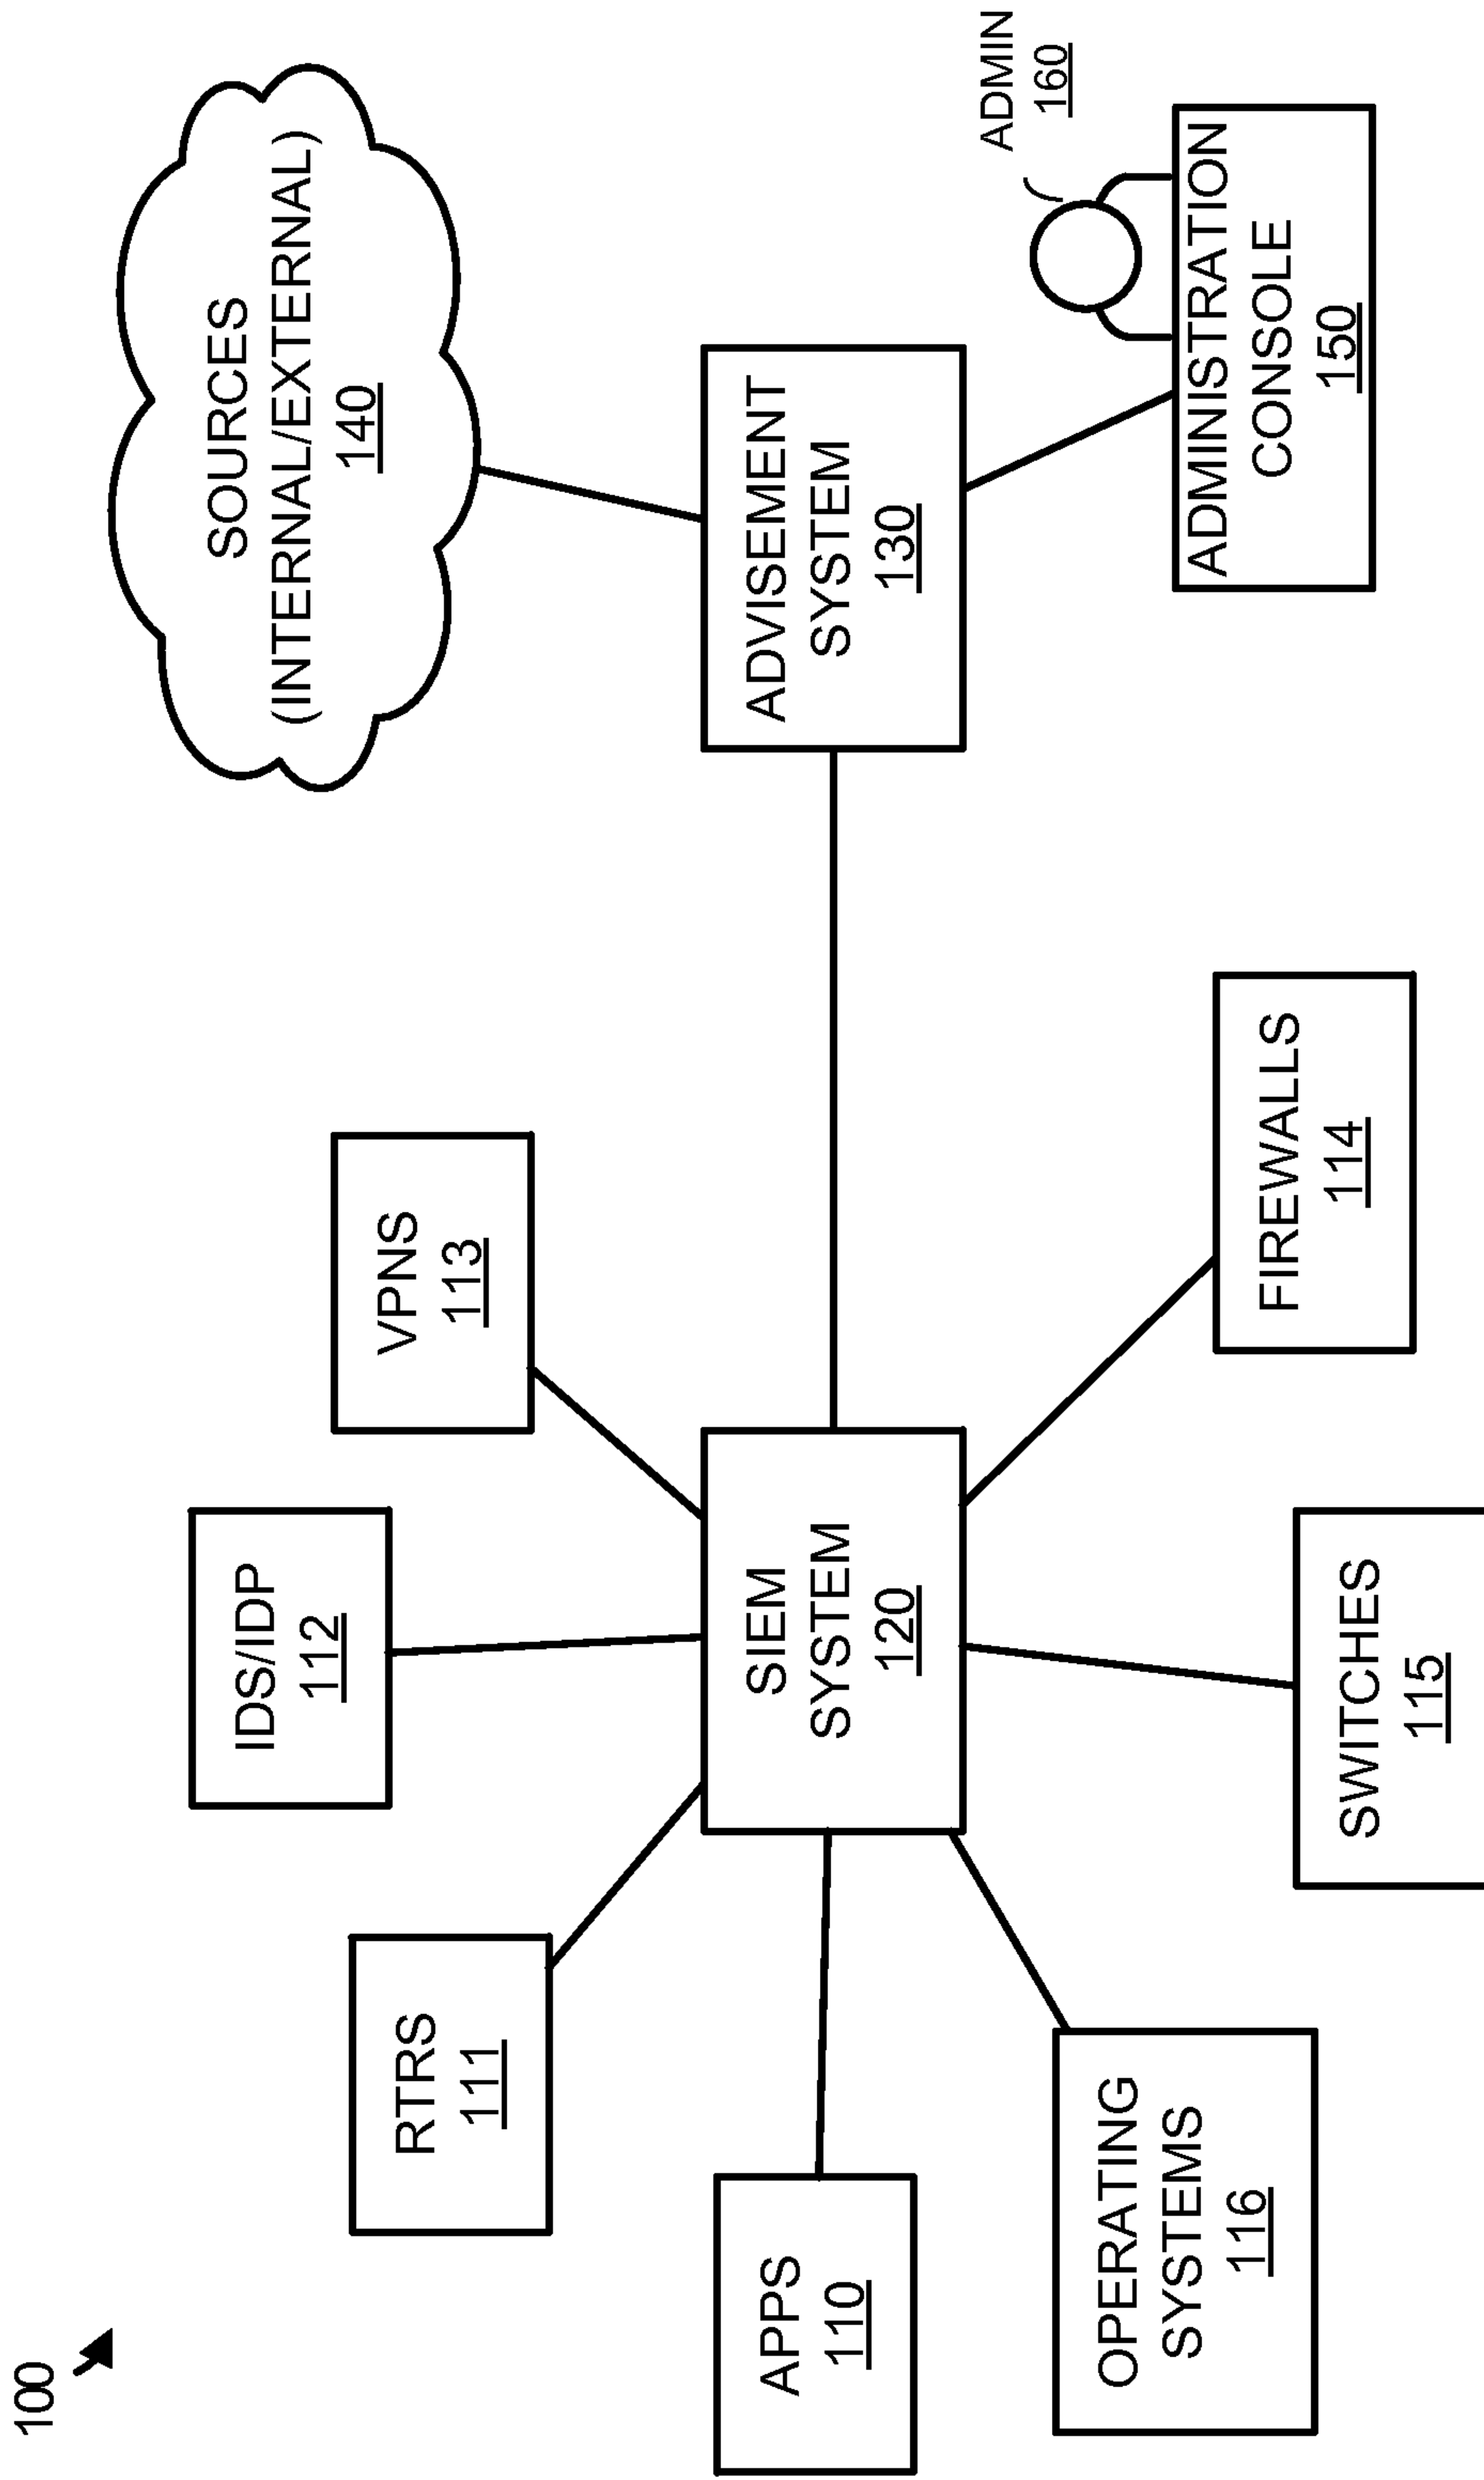 100
APPS
110
RTRS
111
IDS/IDP
112
VPNS
113
SIEM
SYSTEM
120
OPERATING
SYSTEMS
116
SWITCHES
115
FIREWALLS
114
SOURCES
(INTERNAL/EXTERNAL)
140
ADVISEMENT
SYSTEM
130
ADMIN
160
ADMINISTRATION
CONSOLE
150